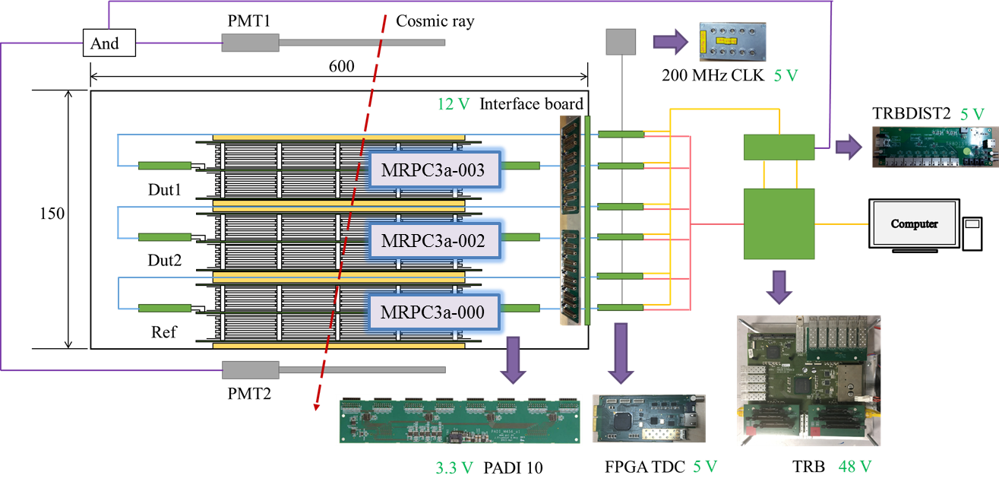 PMT1
Cosmic ray
And
600
200 MHz CLK 5 V
12 V Interface board
TRBDIST2 5 V
MRPC3a-003
Dut1
150
MRPC3a-002
Computer
Dut2
MRPC3a-000
Ref
PMT2
3.3 V PADI 10
FPGA TDC 5 V
TRB 48 V